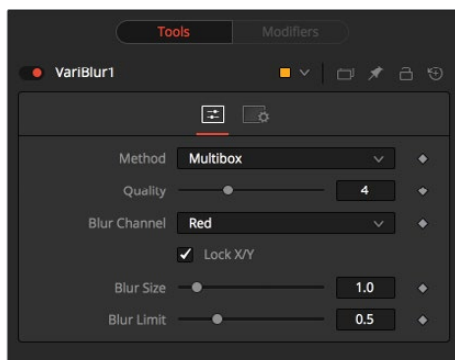 Tools Modifiers
VariBlur1
Method Multibox
Quality 4
Blur Channel Red
Lock X/Y
Blur Size 1.0
Blur Limit 0.5